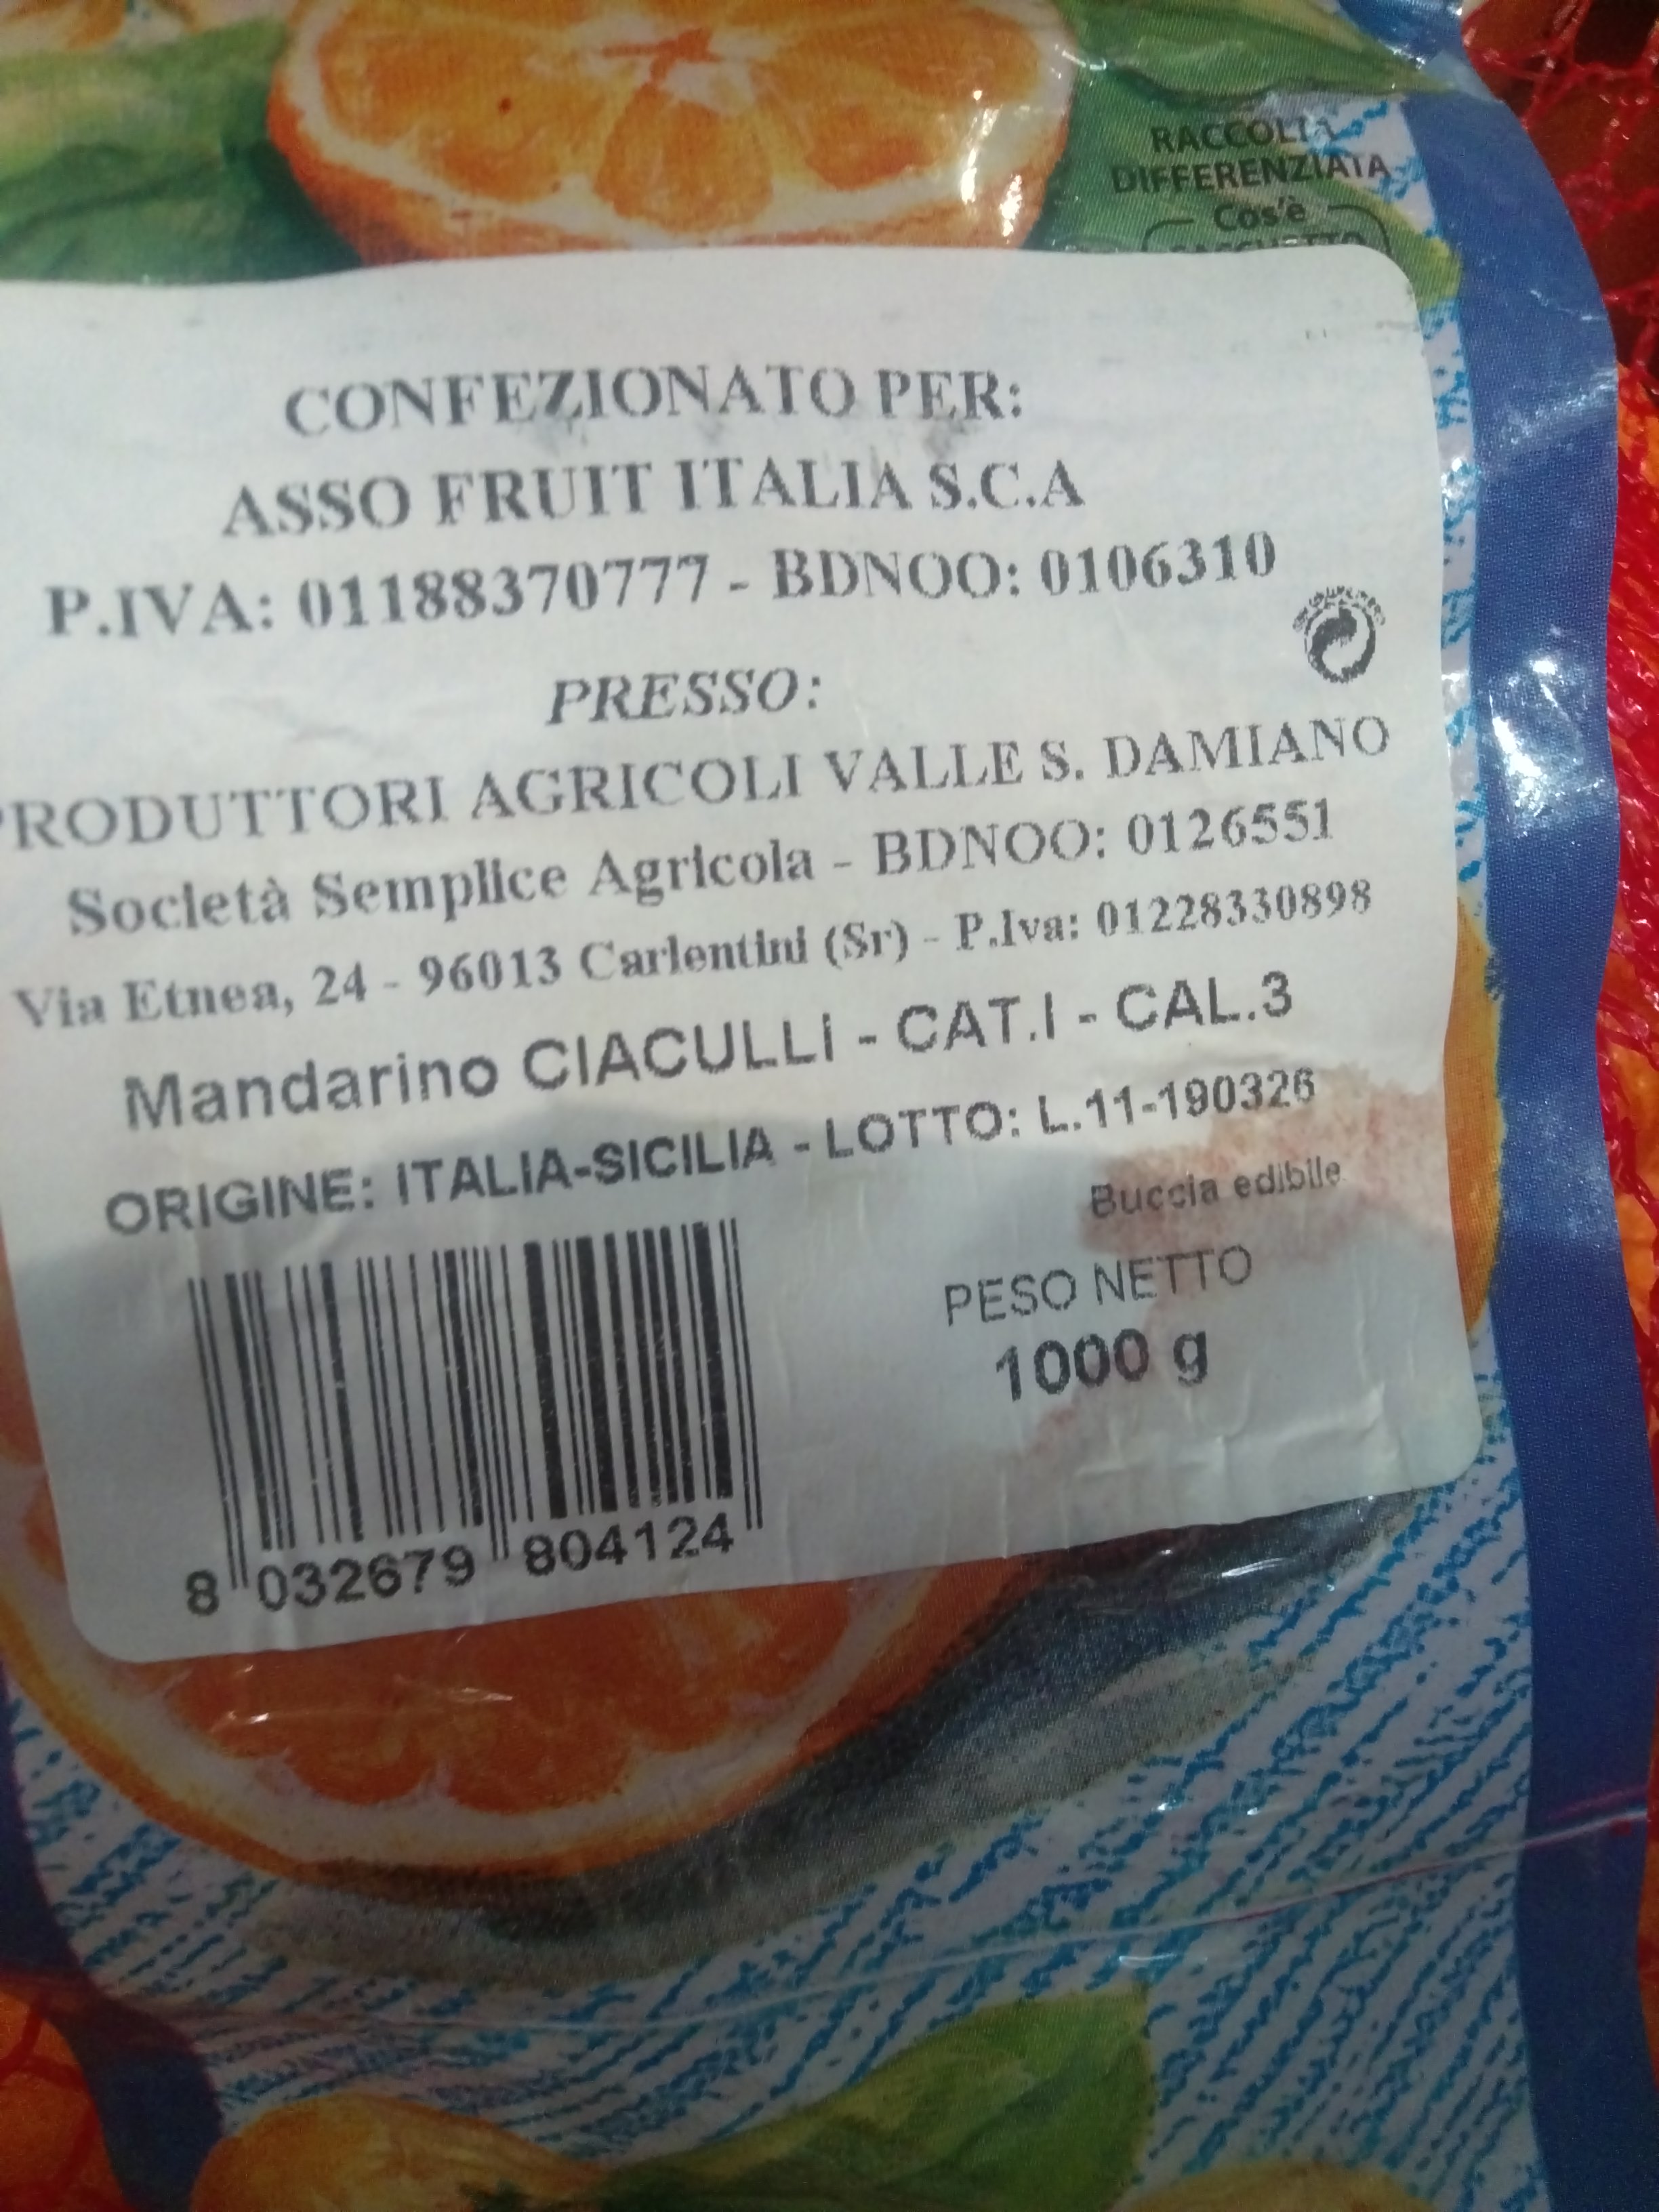 RACCOLTA
DIFFERENZIATA
Cos'è
SACCHETTO
CONFEZIONATO PER:
ASSO FRUIT ITALIA S.C.A
P.IVA: 01188370777 - BDNOO: 0106310
PRESSO:
PRODUTTORI AGRICOLI VALLE S. DAMIANO
Società Semplice Agricola - BDNOO: 0126551
Via Etnea, 24 - 96013 Carlentini (Sr) - P.Iva: 01228330898
Mandarino CIACULLI - CAT.I - CAL.3
ORIGINE: ITALIA-SICILIA - LOTTO: L.11-190326
Buccia edibile
PESO NETTO
1000 g
8 032679 804124